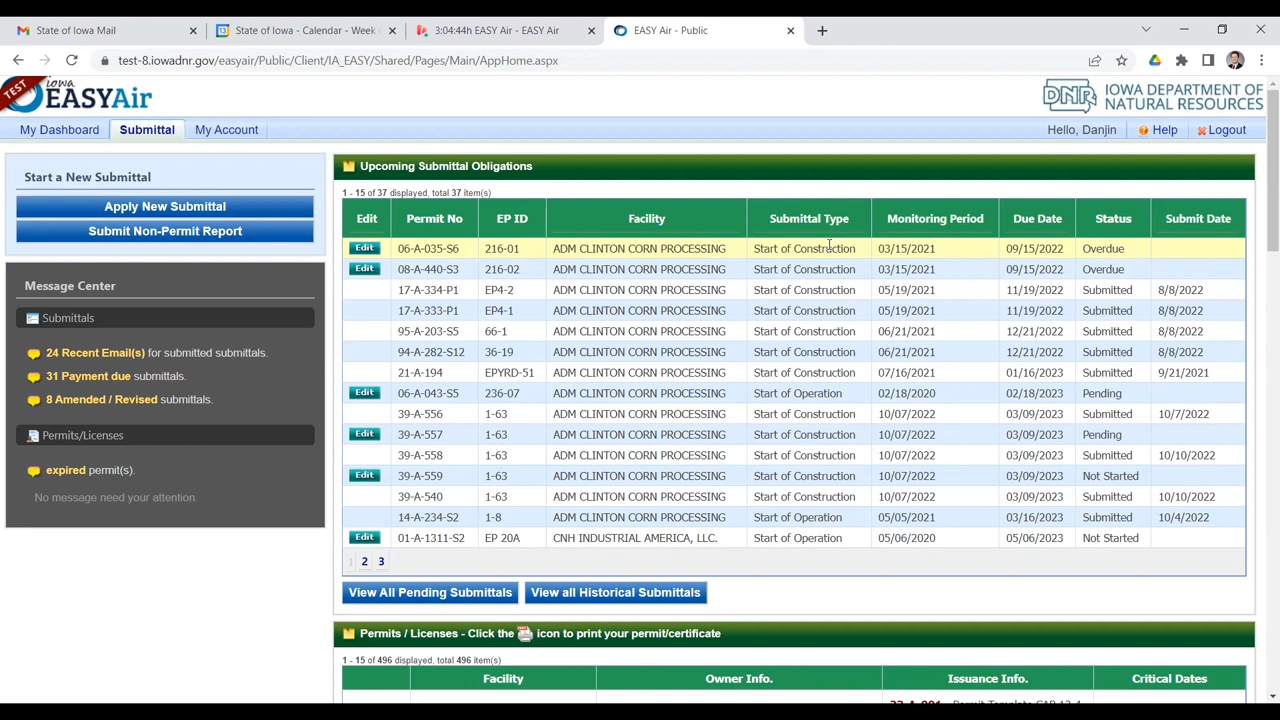 State of Iowa Mail
State of Iowa - Calendar - Week
3:04:44h EASY Air - EASY Air
EASY Air - Public
test-8.iowadnr.gov/easyair/Public/Client/IA_EASY/Shared/Pages/Main/AppHome.aspx
TEST
iowa
EASYAir
DNR IOWA DEPARTMENT OF
NATURAL RESOURCES
My Dashboard Submittal My Account Hello, Danjin Help Logout
Start a New Submittal
Apply New Submittal
Submit Non-Permit Report
Message Center
Submittals
24 Recent Email(s) for submitted submittals.
31 Payment due submittals.
8 Amended / Revised submittals.
Permits/Licenses
expired permit(s).
No message need your attention.
Upcoming Submittal Obligations
1 - 15 of 37 displayed, total 37 item(s)
Edit Permit No EP ID Facility Submittal Type Monitoring Period Due Date Status Submit Date
Edit 06-A-035-S6 216-01 ADM CLINTON CORN PROCESSING Start of Construction 03/15/2021 09/15/2022 Overdue
Edit 08-A-440-S3 216-02 ADM CLINTON CORN PROCESSING Start of Construction 03/15/2021 09/15/2022 Overdue
17-A-334-P1 EP4-2 ADM CLINTON CORN PROCESSING Start of Construction 05/19/2021 11/19/2022 Submitted 8/8/2022
17-A-333-P1 EP4-1 ADM CLINTON CORN PROCESSING Start of Construction 05/19/2021 11/19/2022 Submitted 8/8/2022
95-A-203-S5 66-1 ADM CLINTON CORN PROCESSING Start of Construction 06/21/2021 12/21/2022 Submitted 8/8/2022
94-A-282-S12 36-19 ADM CLINTON CORN PROCESSING Start of Construction 06/21/2021 12/21/2022 Submitted 8/8/2022
21-A-194 EPYRD-51 ADM CLINTON CORN PROCESSING Start of Construction 07/16/2021 01/16/2023 Submitted 9/21/2021
Edit 06-A-043-S5 236-07 ADM CLINTON CORN PROCESSING Start of Operation 02/18/2020 02/18/2023 Pending
39-A-556 1-63 ADM CLINTON CORN PROCESSING Start of Construction 10/07/2022 03/09/2023 Submitted 10/7/2022
Edit 39-A-557 1-63 ADM CLINTON CORN PROCESSING Start of Construction 10/07/2022 03/09/2023 Pending
39-A-558 1-63 ADM CLINTON CORN PROCESSING Start of Construction 10/07/2022 03/09/2023 Submitted 10/10/2022
Edit 39-A-559 1-63 ADM CLINTON CORN PROCESSING Start of Construction 10/07/2022 03/09/2023 Not Started
39-A-540 1-63 ADM CLINTON CORN PROCESSING Start of Construction 10/07/2022 03/09/2023 Submitted 10/10/2022
14-A-234-S2 1-8 ADM CLINTON CORN PROCESSING Start of Operation 05/05/2021 03/16/2023 Submitted 10/4/2022
Edit 01-A-1311-S2 EP 20A CNH INDUSTRIAL AMERICA, LLC. Start of Operation 05/06/2020 05/06/2023 Not Started
1 2 3
View All Pending Submittals View all Historical Submittals
Permits / Licenses - Click the icon to print your permit/certificate
1 - 15 of 496 displayed, total 496 item(s)
Facility Owner Info. Issuance Info. Critical Dates